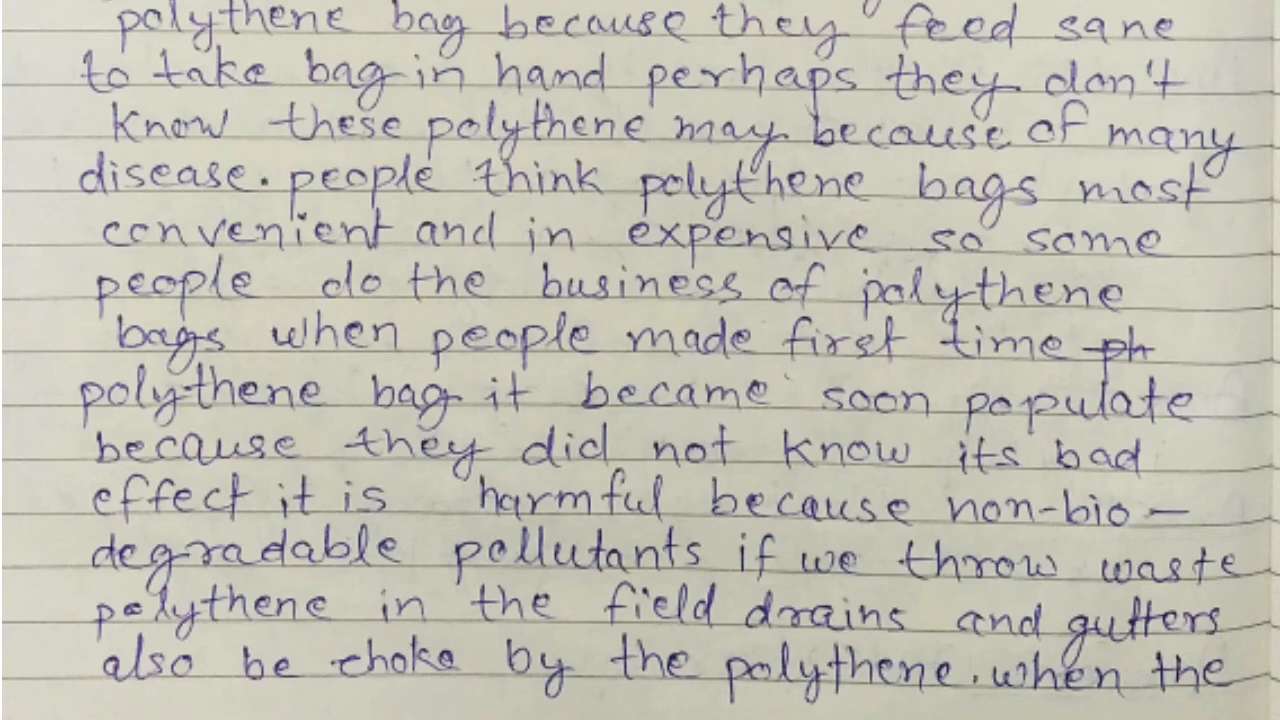 polythene bag because they feed sane
to take bag in hand perhaps they don't
know these polythene may because of many
disease. people think polythene bags most
convenient and in expensive so some
people do the business of polythene
bags when people made first time ph
polythene bag it became soon populate
because they did not know its bad
effect it is harmful because non-bio-
degradable pollutants if we throw waste
polythene in the field drains and gutters
also be choke by the polythene. when the